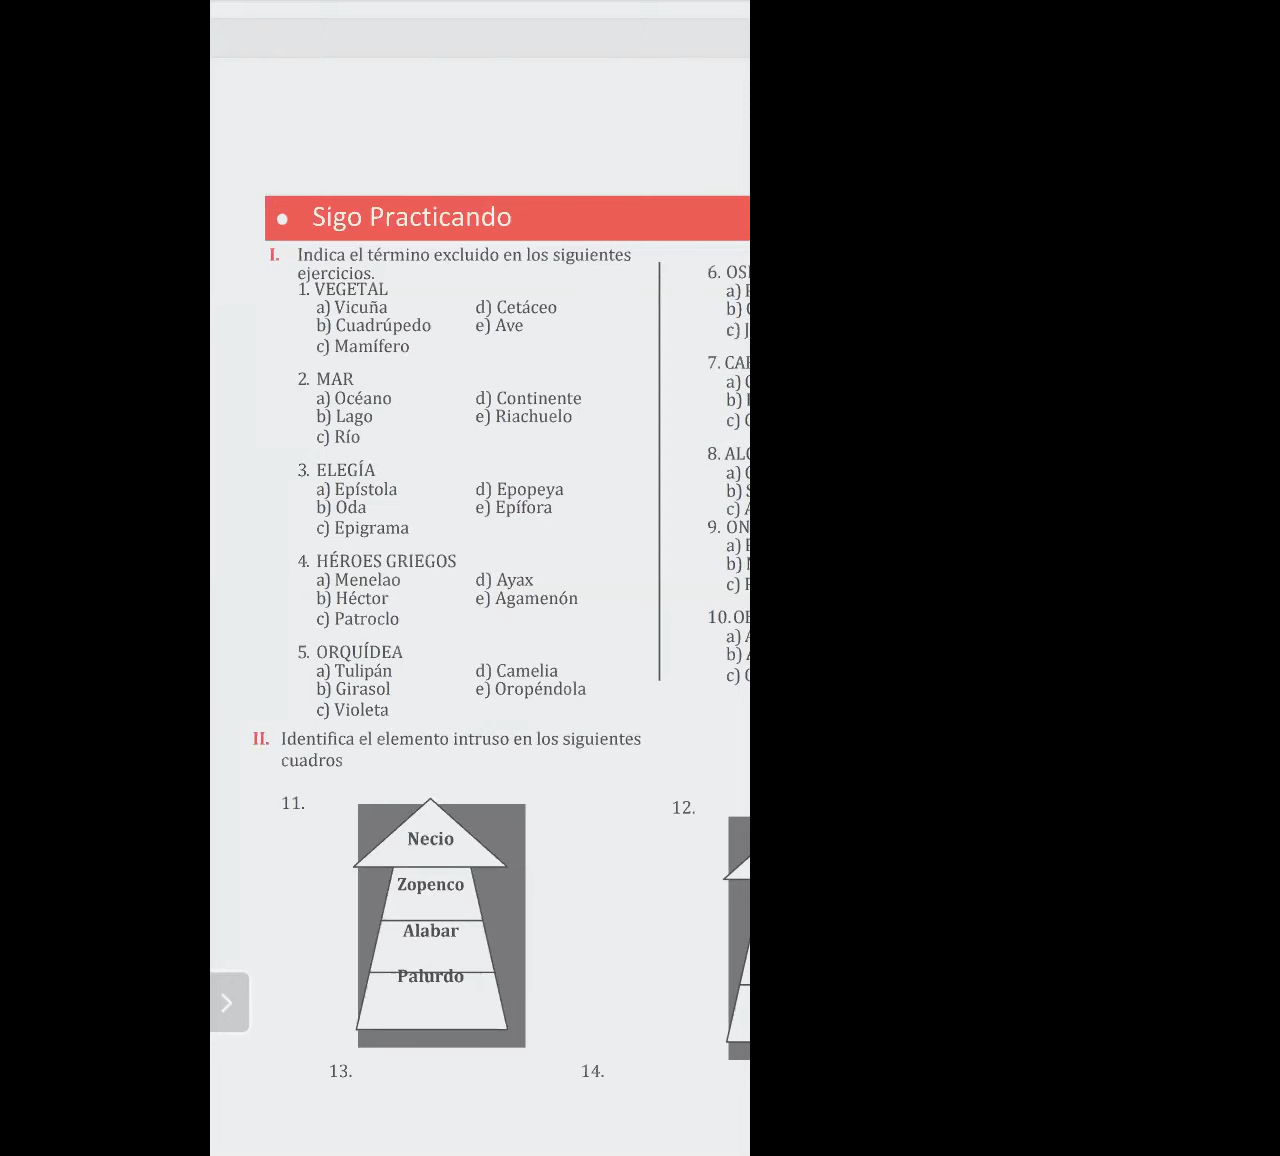 • Sigo Practicando
I. Indica el término excluido en los siguientes
ejercicios.
1. VEGETAL
a) Vicuña d) Cetáceo
b) Cuadrúpedo e) Ave
c) Mamífero
2. MAR
a) Océano d) Continente
b) Lago e) Riachuelo
c) Río
3. ELEGÍA
a) Epístola d) Epopeya
b) Oda e) Epífora
c) Epigrama
4. HÉROES GRIEGOS
a) Menelao d) Ayax
b) Héctor e) Agamenón
c) Patroclo
5. ORQUÍDEA
a) Tulipán d) Camelia
b) Girasol e) Oropéndola
c) Violeta
6.
a)
b)
c)
7.
a)
b)
c)
8.
a)
b)
c)
9.
a)
b)
c)
10.
a)
b)
c)
II. Identifica el elemento intruso en los siguientes
cuadros
11.
Necio
Zopenco
Alabar
Palurdo
12.
13. 14.